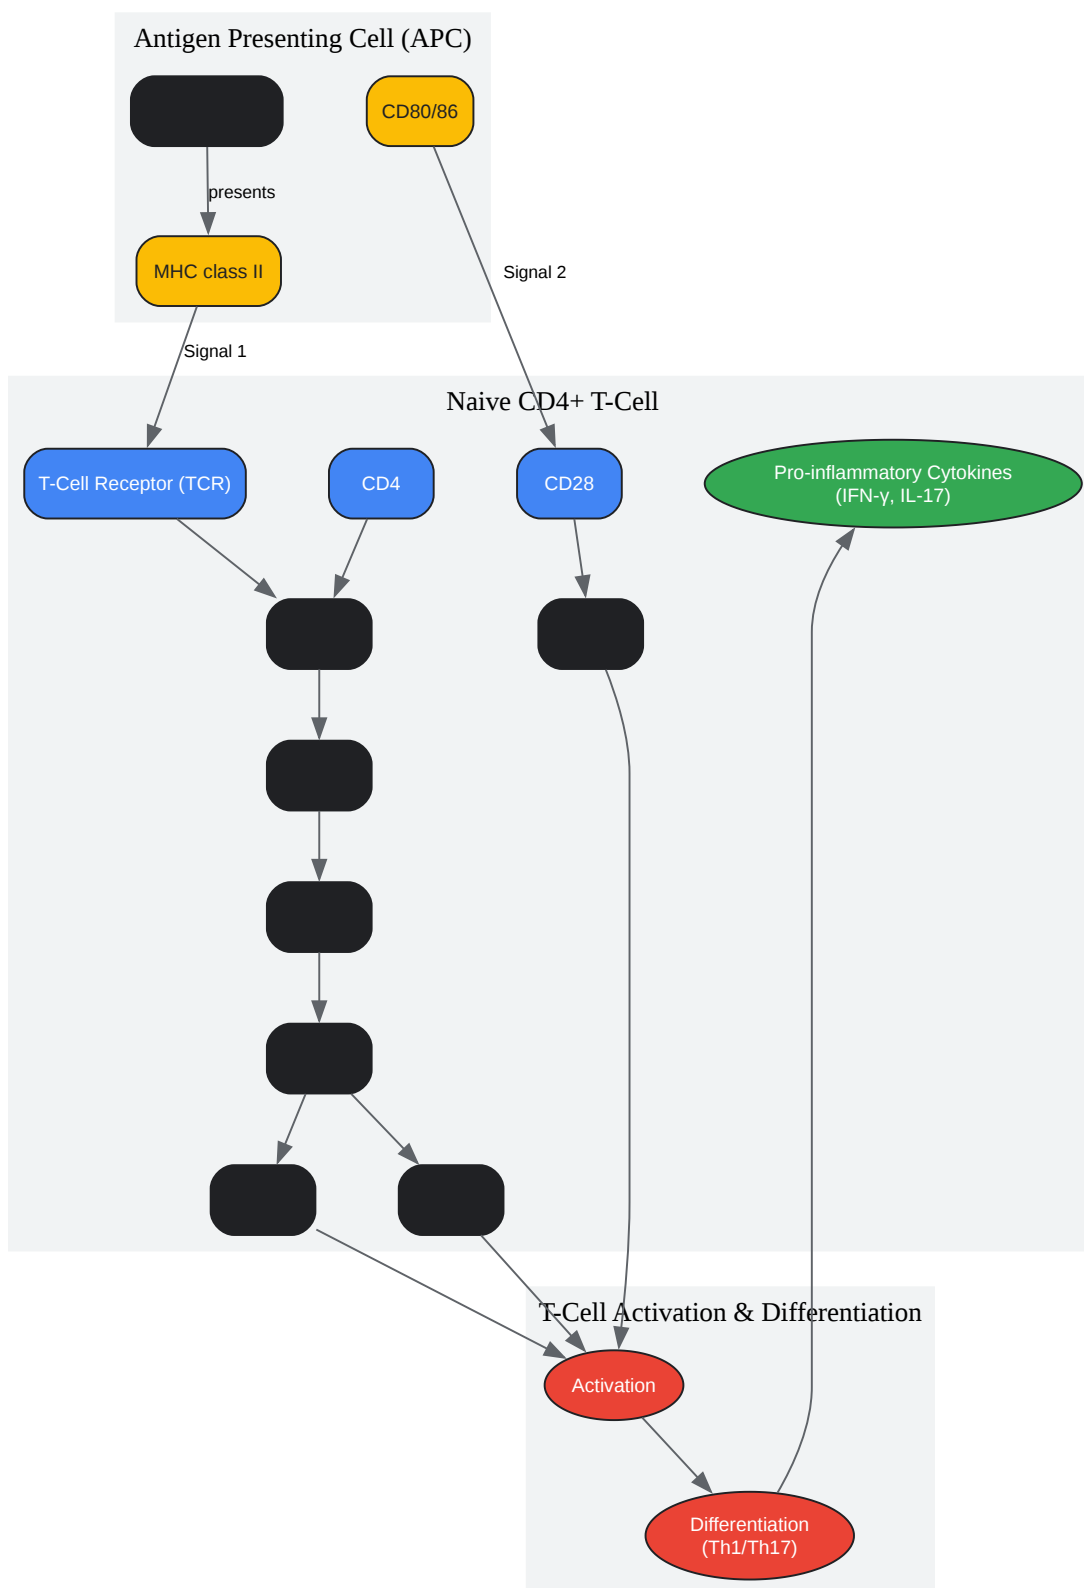 Antigen Presenting Cell (APC)
CD80/86
presents
MHC class II
Signal 2
Signal 1
Naive CD4+ T-Cell
T-Cell Receptor (TCR)
CD4
CD28
Pro-inflammatory Cytokines
(IFN-γ, IL-17)
T-Cell Activation & Differentiation
Activation
Differentiation
(Th1/Th17)